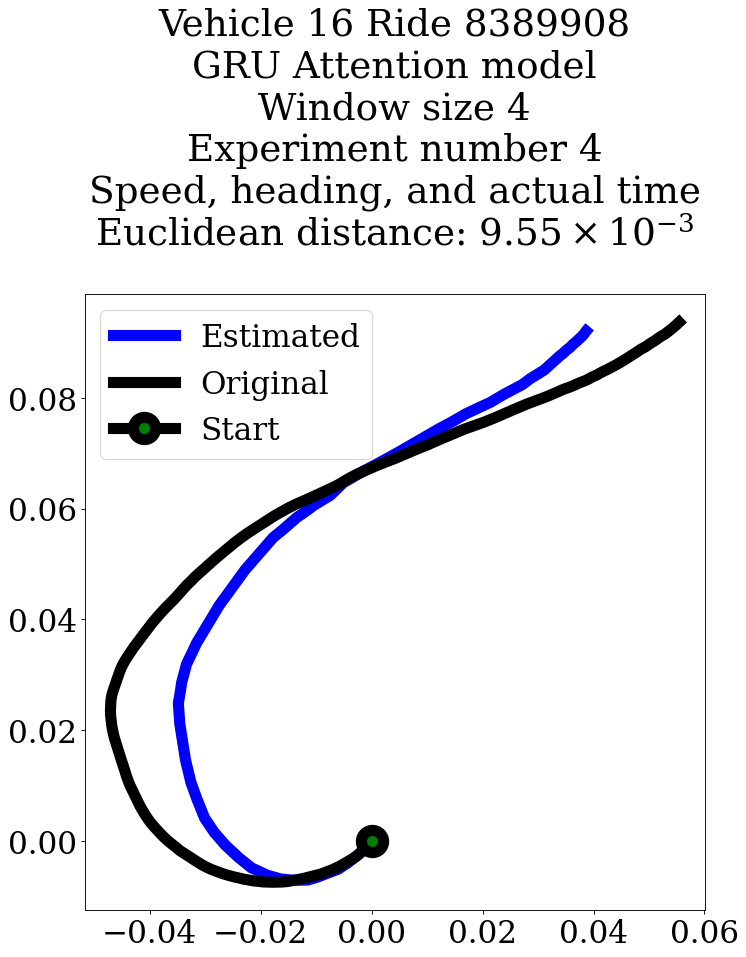 Vehicle 16 Ride 8389908
GRU Attention model
Window size 4
Experiment number 4
Speed, heading, and actual time
Euclidean distance: 9.55 × 10⁻³
Estimated
Original
Start
0.08
0.06
0.04
0.02
0.00
−0.04 −0.02 0.00 0.02 0.04 0.06